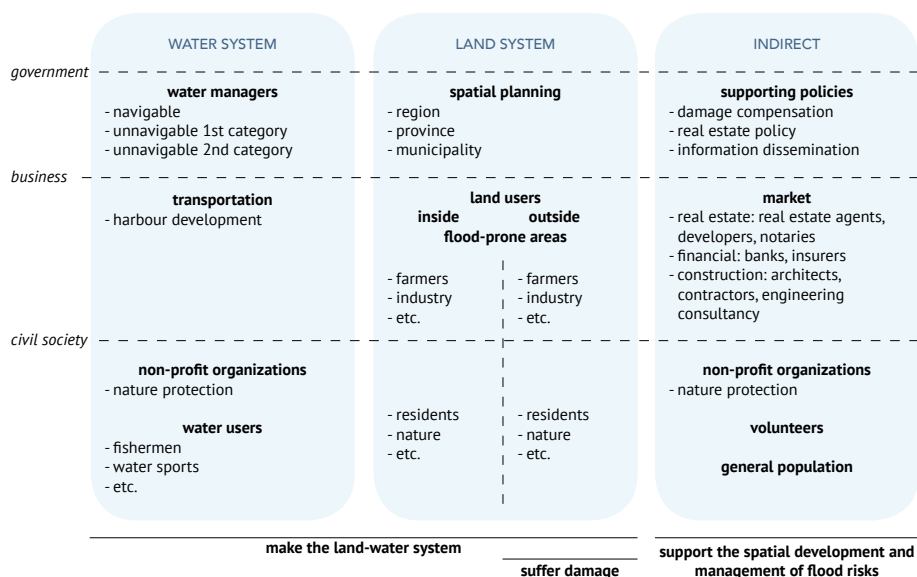 WATER SYSTEM
LAND SYSTEM
INDIRECT
government
water managers
- navigable
- unnavigable 1st category
- unnavigable 2nd category
spatial planning
- region
- province
- municipality
supporting policies
- damage compensation
- real estate policy
- information dissemination
business
transportation
- harbour development
land users
inside outside
flood-prone areas
- farmers
- industry
- etc.
- farmers
- industry
- etc.
market
- real estate: real estate agents,
developers, notaries
- financial: banks, insurers
- construction: architects,
contractors, engineering
consultancy
civil society
non-profit organizations
- nature protection
water users
- fishermen
- water sports
- etc.
- residents
- nature
- etc.
- residents
- nature
- etc.
non-profit organizations
- nature protection
volunteers
general population
make the land-water system
suffer damage
support the spatial development and
management of flood risks